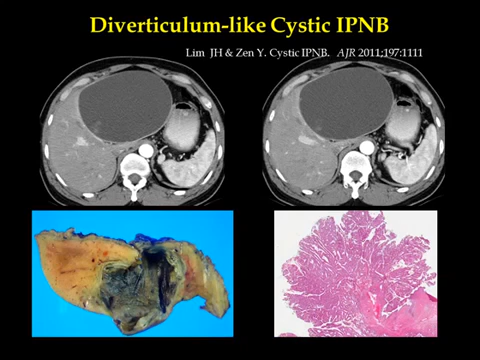 Diverticulum-like Cystic IPNB
Lim JH & Zen Y. Cystic IPNB. AJR 2011;197:1111